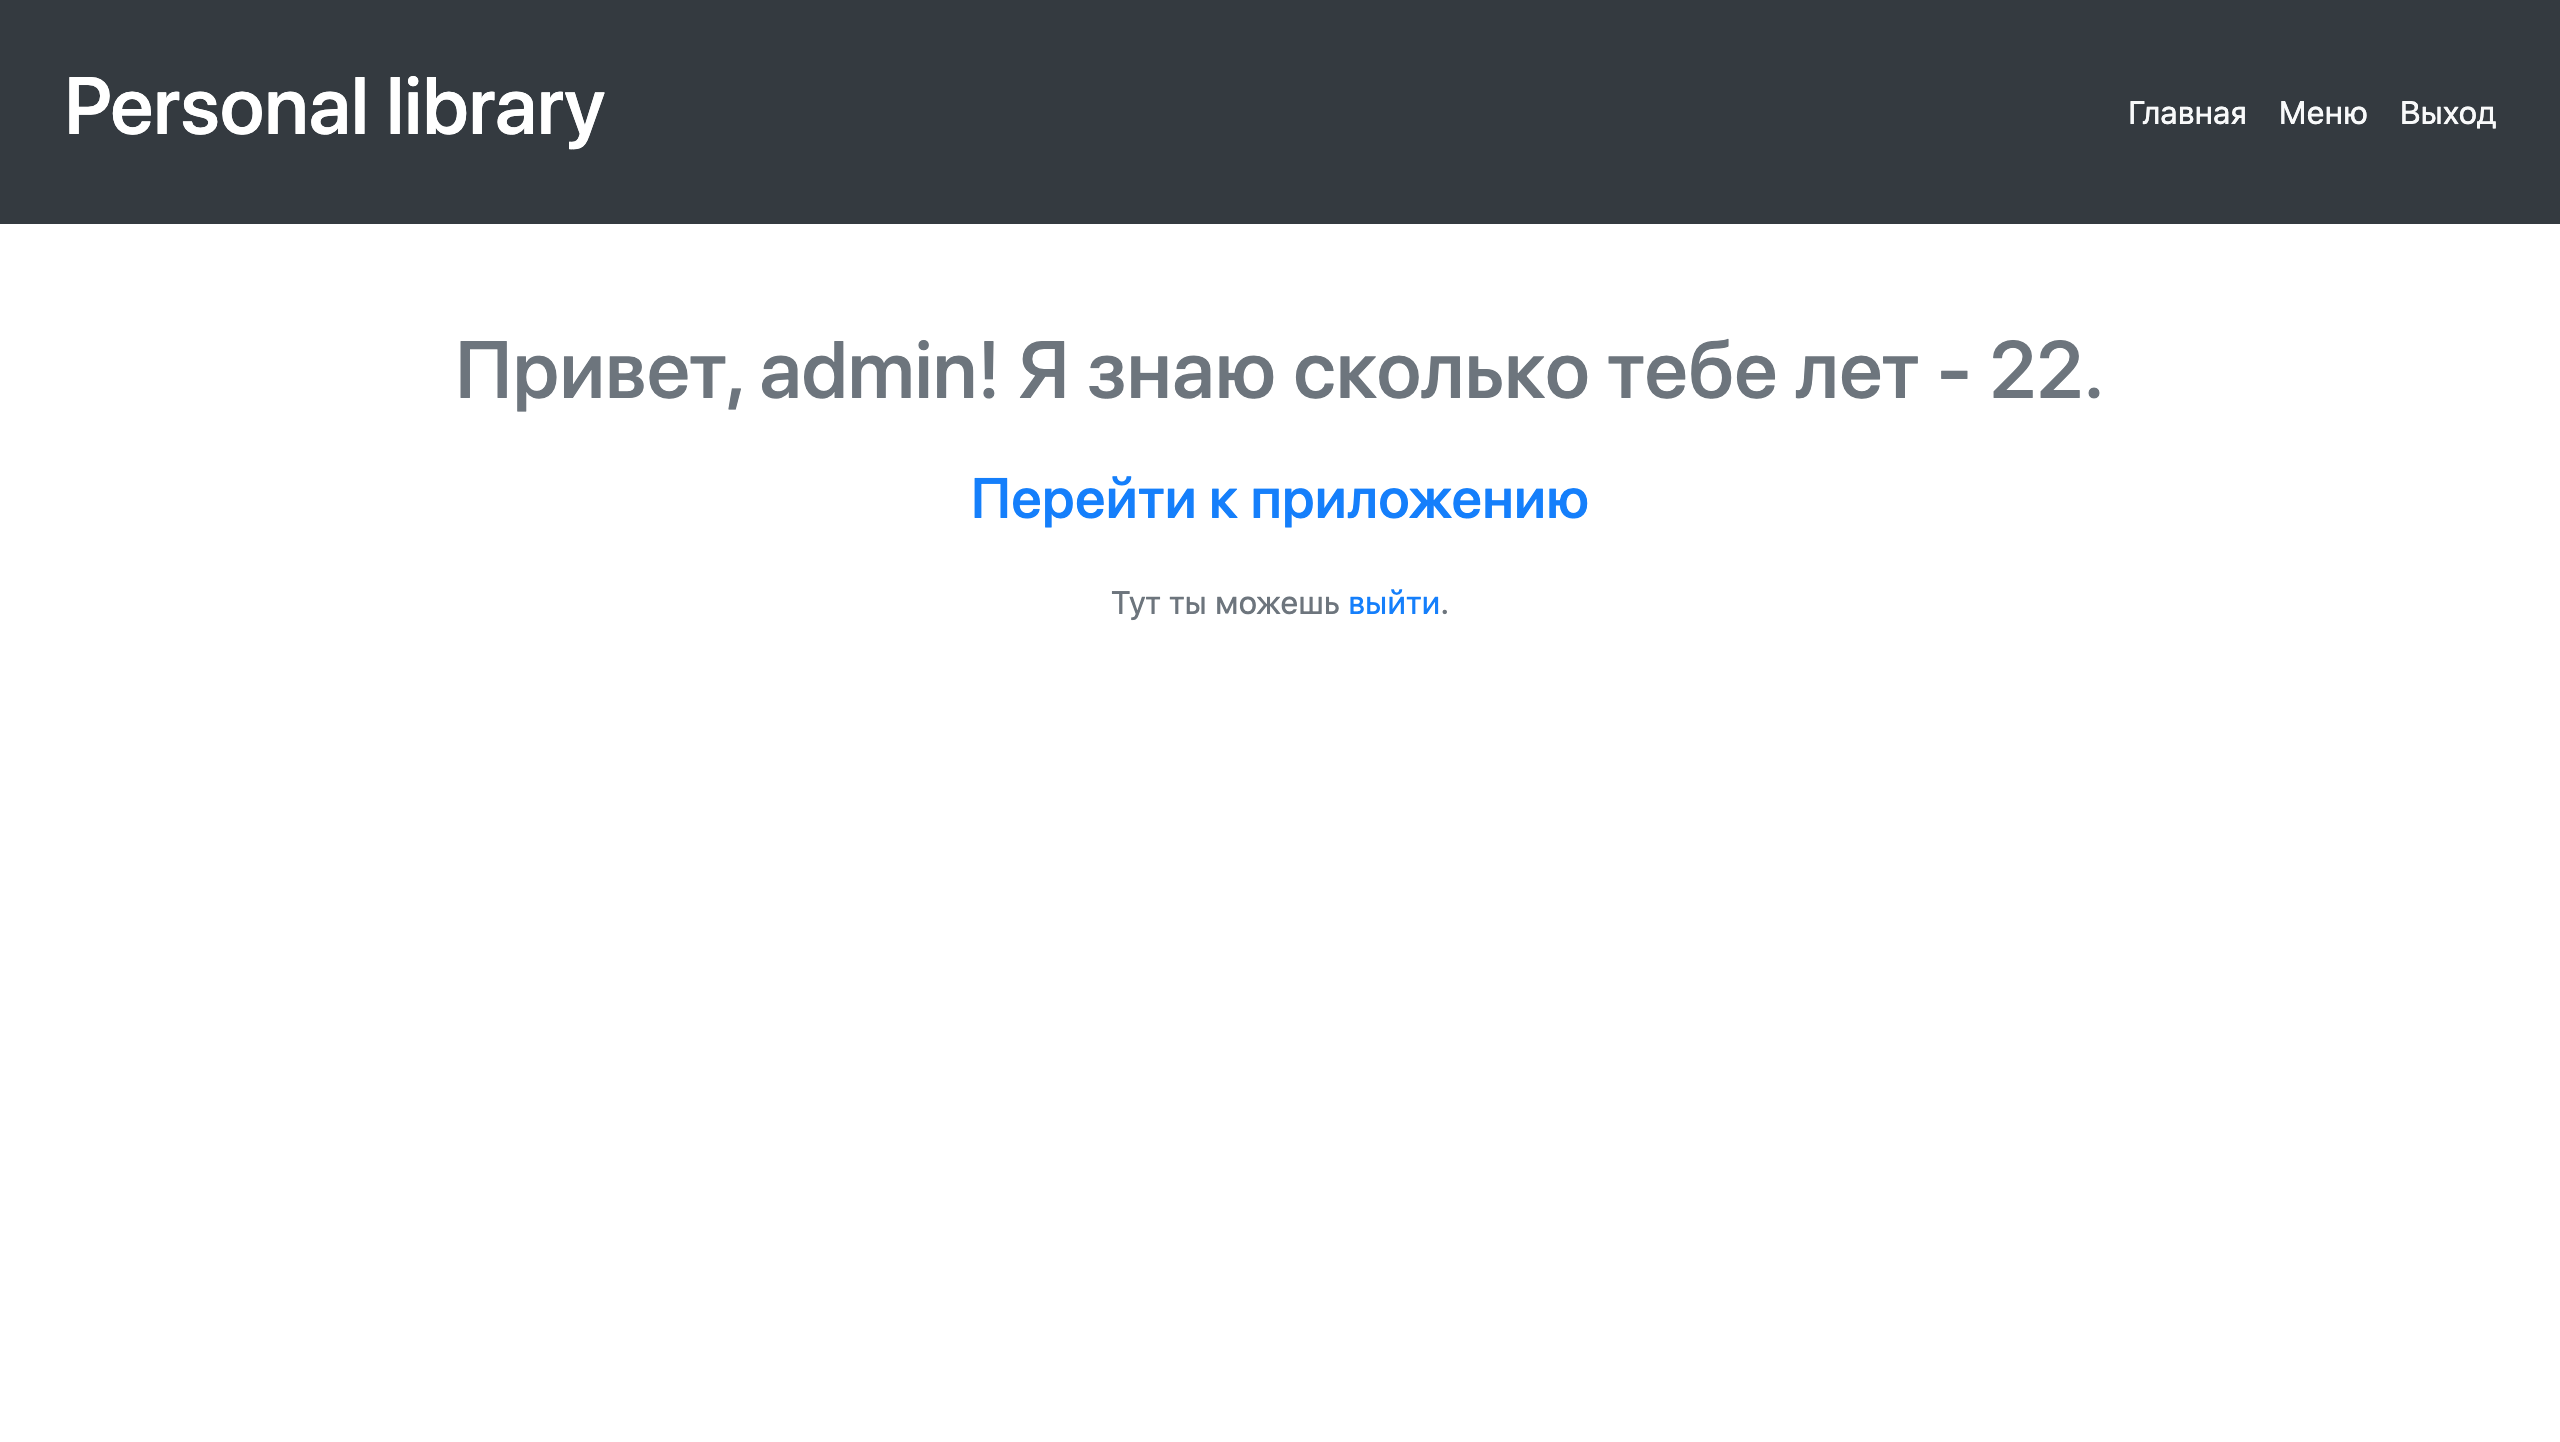 Personal library
Главная Меню Выход
Привет, admin! Я знаю сколько тебе лет - 22.
Перейти к приложению
Тут ты можешь выйти.